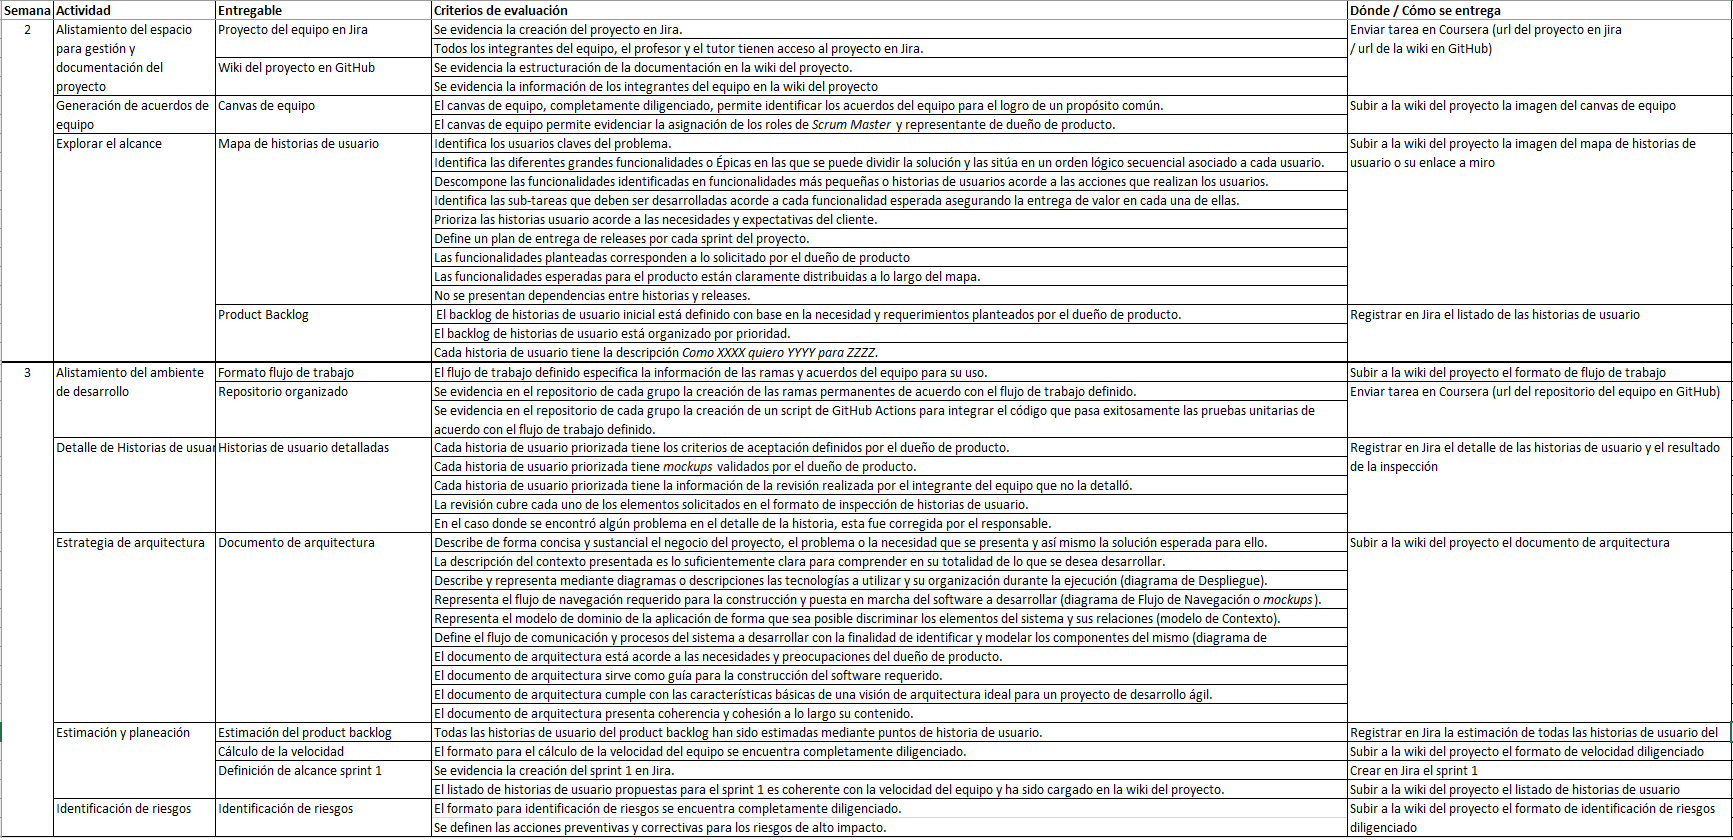 Semana Actividad Entregable Criterios de evaluación Dónde / Cómo se entrega
2 Alistamiento del espacio Proyecto del equipo en Jira Se evidencia la creación del proyecto en Jira. Enviar tarea en Coursera (url del proyecto en jira
para gestión y Todos los integrantes del equipo, el profesor y el tutor tienen acceso al proyecto en Jira. / url de la wiki en GitHub)
documentación del Wiki del proyecto en GitHub Se evidencia la estructuración de la documentación en la wiki del proyecto.
proyecto Se evidencia la información de los integrantes del equipo en la wiki del proyecto
Generación de acuerdos de Canvas de equipo El canvas de equipo, completamente diligenciado, permite identificar los acuerdos del equipo para el logro de un propósito común. Subir a la wiki del proyecto la imagen del canvas de equipo
equipo El canvas de equipo permite evidenciar la asignación de los roles de Scrum Master y representante de dueño de producto.
Explorar el alcance Mapa de historias de usuario Identifica los usuarios claves del problema. Subir a la wiki del proyecto la imagen del mapa de historias de
Identifica las diferentes grandes funcionalidades o Épicas en las que se puede dividir la solución y las sitúa en un orden lógico secuencial asociado a cada usuario. usuario o su enlace a miro
Descompone las funcionalidades identificadas en funcionalidades más pequeñas o historias de usuarios acorde a las acciones que realizan los usuarios.
Identifica las sub-tareas que deben ser desarrolladas acorde a cada funcionalidad esperada asegurando la entrega de valor en cada una de ellas.
Prioriza las historias usuario acorde a las necesidades y expectativas del cliente.
Define un plan de entrega de releases por cada sprint del proyecto.
Las funcionalidades planteadas corresponden a lo solicitado por el dueño de producto
Las funcionalidades esperadas para el producto están claramente distribuidas a lo largo del mapa.
No se presentan dependencias entre historias y releases.
Product Backlog El backlog de historias de usuario inicial está definido con base en la necesidad y requerimientos planteados por el dueño de producto. Registrar en Jira el listado de las historias de usuario
El backlog de historias de usuario está organizado por prioridad.
Cada historia de usuario tiene la descripción Como XXXX quiero YYYY para ZZZZ.
3 Alistamiento del ambiente Formato flujo de trabajo El flujo de trabajo definido especifica la información de las ramas y acuerdos del equipo para su uso. Subir a la wiki del proyecto el formato de flujo de trabajo
de desarrollo Repositorio organizado Se evidencia en el repositorio de cada grupo la creación de las ramas permanentes de acuerdo con el flujo de trabajo definido. Enviar tarea en Coursera (url del repositorio del equipo en GitHub)
Se evidencia en el repositorio de cada grupo la creación de un script de GitHub Actions para integrar el código que pasa exitosamente las pruebas unitarias de
acuerdo con el flujo de trabajo definido.
Detalle de Historias de usuar Historias de usuario detalladas Cada historia de usuario priorizada tiene los criterios de aceptación definidos por el dueño de producto. Registrar en Jira el detalle de las historias de usuario y el resultado
Cada historia de usuario priorizada tiene mockups validados por el dueño de producto. de la inspección
Cada historia de usuario priorizada tiene la información de la revisión realizada por el integrante del equipo que no la detalló.
La revisión cubre cada uno de los elementos solicitados en el formato de inspección de historias de usuario.
En el caso donde se encontró algún problema en el detalle de la historia, esta fue corregida por el responsable.
Estrategia de arquitectura Documento de arquitectura Describe de forma concisa y sustancial el negocio del proyecto, el problema o la necesidad que se presenta y así mismo la solución esperada para ello. Subir a la wiki del proyecto el documento de arquitectura
La descripción del contexto presentada es lo suficientemente clara para comprender en su totalidad de lo que se desea desarrollar.
Describe y representa mediante diagramas o descripciones las tecnologías a utilizar y su organización durante la ejecución (diagrama de Despliegue).
Representa el flujo de navegación requerido para la construcción y puesta en marcha del software a desarrollar (diagrama de Flujo de Navegación o mockups).
Representa el modelo de dominio de la aplicación de forma que sea posible discriminar los elementos del sistema y sus relaciones (modelo de Contexto).
Define el flujo de comunicación y procesos del sistema a desarrollar con la finalidad de identificar y modelar los componentes del mismo (diagrama de
El documento de arquitectura está acorde a las necesidades y preocupaciones del dueño de producto.
El documento de arquitectura sirve como guía para la construcción del software requerido.
El documento de arquitectura cumple con las características básicas de una visión de arquitectura ideal para un proyecto de desarrollo ágil.
El documento de arquitectura presenta coherencia y cohesión a lo largo su contenido.
Estimación y planeación Estimación del product backlog Todas las historias de usuario del product backlog han sido estimadas mediante puntos de historia de usuario. Registrar en Jira la estimación de todas las historias de usuario del
Cálculo de la velocidad El formato para el cálculo de la velocidad del equipo se encuentra completamente diligenciado. Subir a la wiki del proyecto el formato de velocidad diligenciado
Definición de alcance sprint 1 Se evidencia la creación del sprint 1 en Jira. Crear en Jira el sprint 1
El listado de historias de usuario propuestas para el sprint 1 es coherente con la velocidad del equipo y ha sido cargado en la wiki del proyecto. Subir a la wiki del proyecto el listado de historias de usuario
Identificación de riesgos Identificación de riesgos El formato para identificación de riesgos se encuentra completamente diligenciado. Subir a la wiki del proyecto el formato de identificación de riesgos
Se definen las acciones preventivas y correctivas para los riesgos de alto impacto. diligenciado